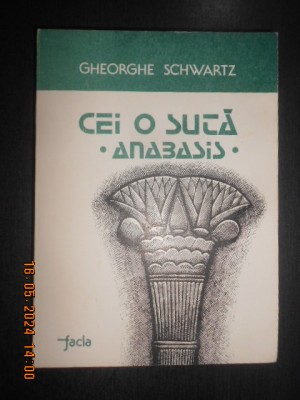 GHEORGHE SCHWARTZ
CEI O SUTĂ
• ANABASIS •
facla
16.05.2024 14:00